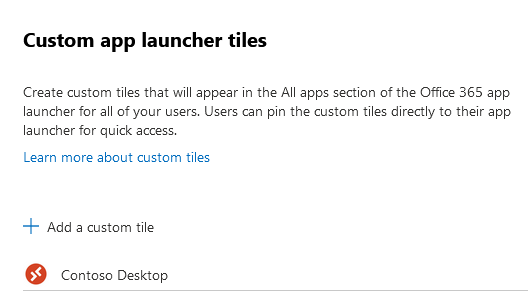 Custom app launcher tiles
Create custom tiles that will appear in the All apps section of the Office 365 app
launcher for all of your users. Users can pin the custom tiles directly to their app
launcher for quick access.
Learn more about custom tiles
Add a custom tile
Contoso Desktop